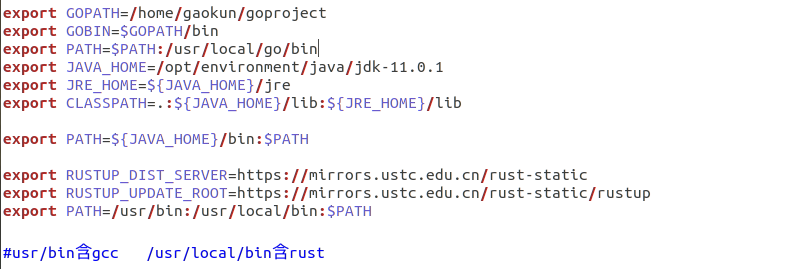 export GOPATH=/home/gaokun/goproject
export GOBIN=$GOPATH/bin
export PATH=$PATH:/usr/local/go/bin
export JAVA_HOME=/opt/environment/java/jdk-11.0.1
export JRE_HOME=${JAVA_HOME}/jre
export CLASSPATH=.:${JAVA_HOME}/lib:${JRE_HOME}/lib
export PATH=${JAVA_HOME}/bin:$PATH
export RUSTUP_DIST_SERVER=https://mirrors.ustc.edu.cn/rust-static
export RUSTUP_UPDATE_ROOT=https://mirrors.ustc.edu.cn/rust-static/rustup
export PATH=/usr/bin:/usr/local/bin:$PATH
#usr/bin含gcc   /usr/local/bin含rust